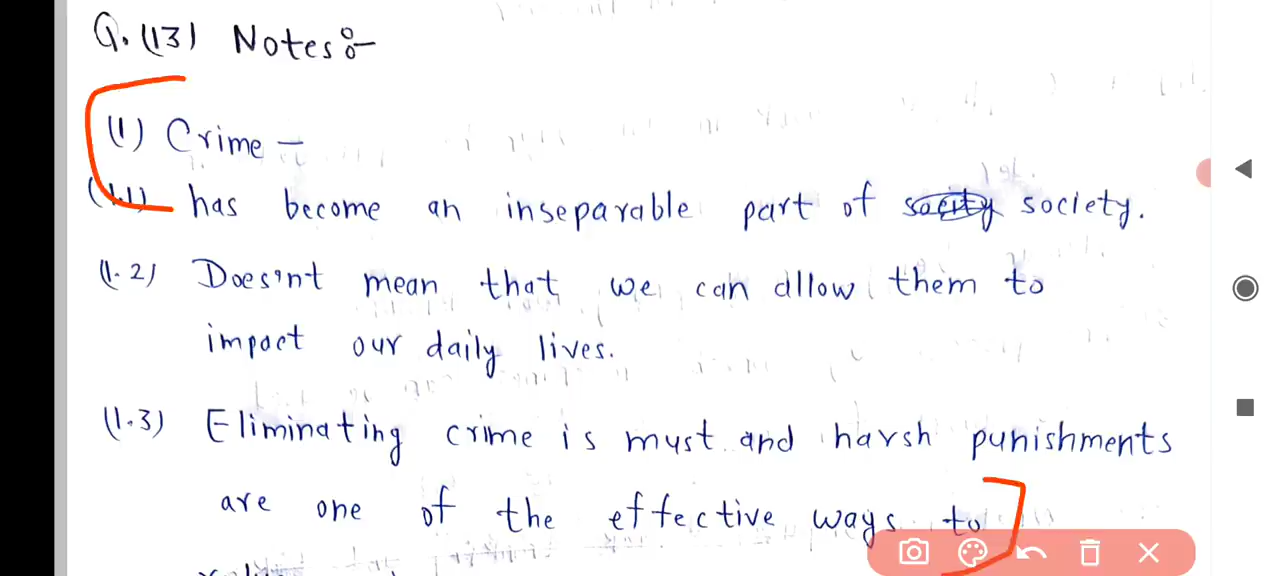 Q.(13) Notes:-
(1) Crime -
(1.1) has become an inseparable part of society.
(1.2) Doesn't mean that we can allow them to
impact our daily lives.
(1.3) Eliminating crime is must and harsh punishments
are one of the effective ways to